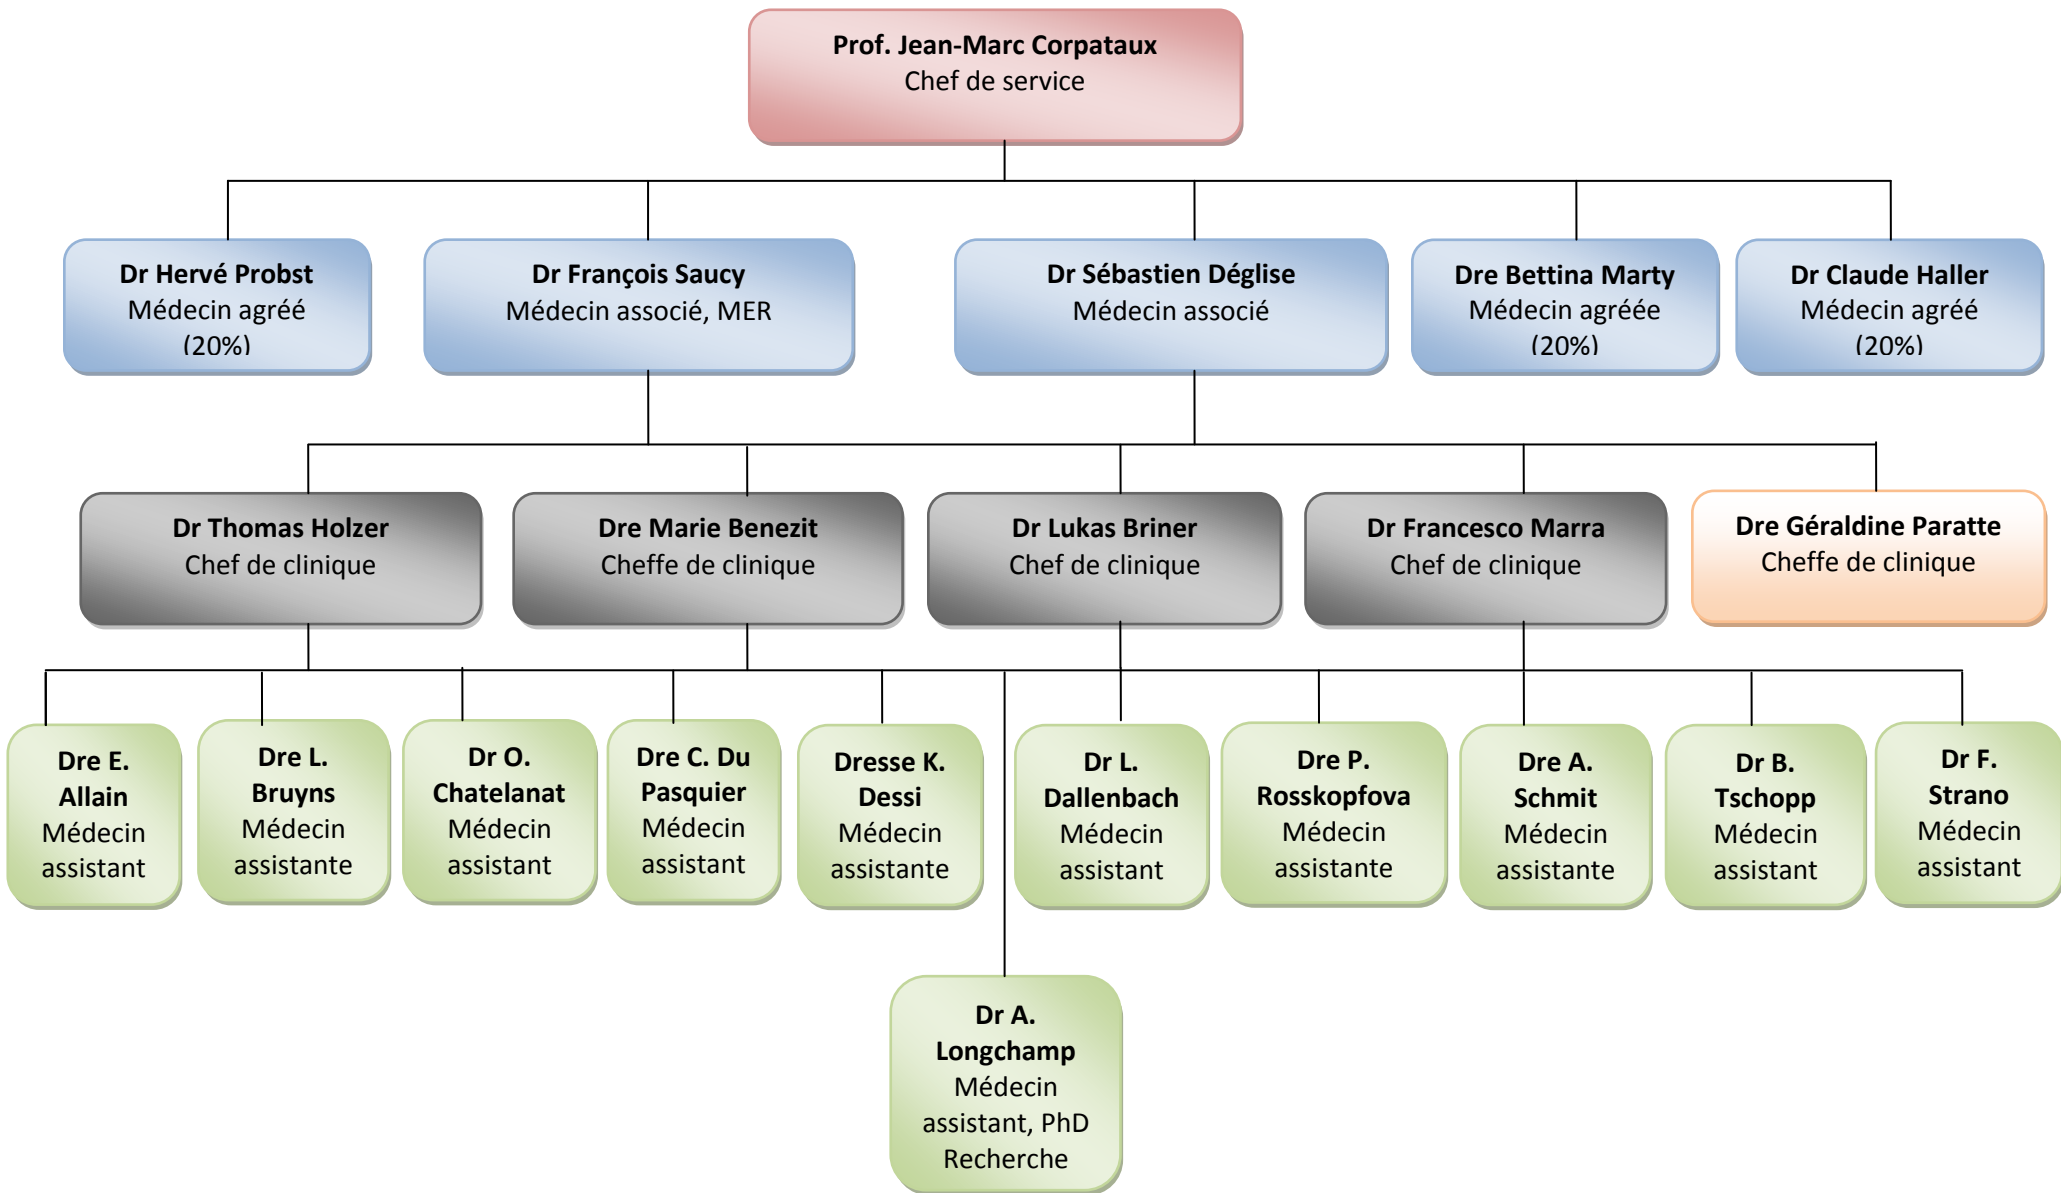 Prof. Jean-Marc Corpataux
Chef de service
Dr Hervé Probst
Médecin agréé
(20%)
Dr François Saucy
Médecin associé, MER
Dr Sébastien Déglise
Médecin associé
Dre Bettina Marty
Médecin agréée
(20%)
Dr Claude Haller
Médecin agréé
(20%)
Dr Thomas Holzer
Chef de clinique
Dre Marie Benezit
Cheffe de clinique
Dr Lukas Briner
Chef de clinique
Dr Francesco Marra
Chef de clinique
Dre Géraldine Paratte
Cheffe de clinique
Dre E.
Allain
Médecin
assistant
Dre L.
Bruyns
Médecin
assistante
Dr O.
Chatelanat
Médecin
assistant
Dre C. Du
Pasquier
Médecin
assistant
Dresse K.
Dessi
Médecin
assistante
Dr L.
Dallenbach
Médecin
assistant
Dre P.
Rosskopfova
Médecin
assistante
Dre A.
Schmit
Médecin
assistante
Dr B.
Tschopp
Médecin
assistant
Dr F.
Strano
Médecin
assistant
Dr A.
Longchamp
Médecin
assistant, PhD
Recherche